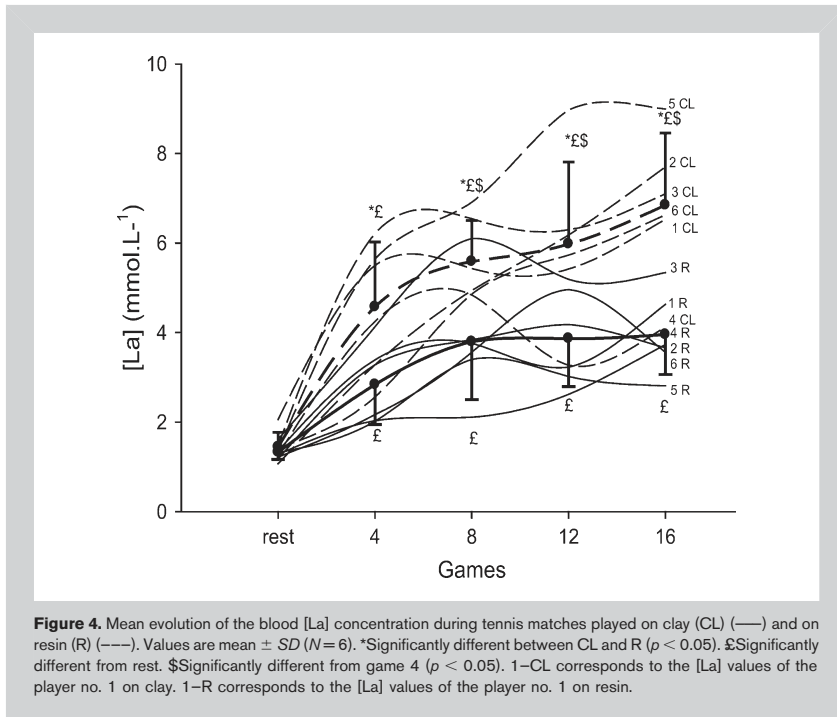 10
8
6
4
2
0
[La] (mmol.L-1)
rest
4
8
12
16
Games
*£
*£$
*£$
*£$
£
£
£
£
5 CL
2 CL
3 CL
6 CL
1 CL
3 R
1 R
4 CL
4 R
2 R
6 R
5 R
Figure 4. Mean evolution of the blood [La] concentration during tennis matches played on clay (CL) (——) and on
resin (R) (−−−). Values are mean ± SD (N = 6). *Significantly different between CL and R (p < 0.05). £Significantly
different from rest. $Significantly different from game 4 (p < 0.05). 1–CL corresponds to the [La] values of the
player no. 1 on clay. 1–R corresponds to the [La] values of the player no. 1 on resin.